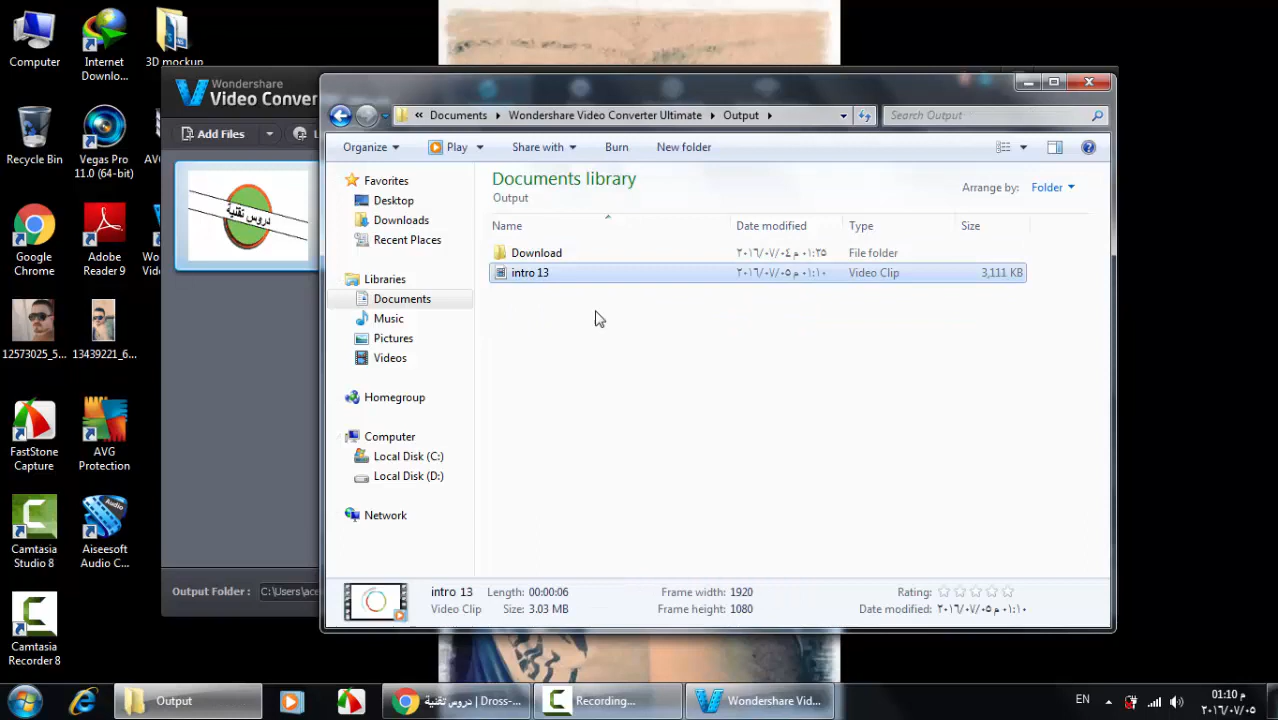 Computer
Internet Downlo...
3D mockup
Recycle Bin
Vegas Pro 11.0 (64-bit)
AV
Google Chrome
Adobe Reader 9
12573025_5...
13439221_6...
FastStone Capture
AVG Protection
Camtasia Studio 8
Aiseesoft Audio C...
Camtasia Recorder 8
Wondershare
Video Conver
Add Files
دروس تقنية
Output Folder :
C:\Users\ace
« Documents Wondershare Video Converter Ultimate Output
Search Output
Organize Play Share with Burn New folder
Favorites
Desktop
Downloads
Recent Places
Libraries
Documents
Music
Pictures
Videos
Homegroup
Computer
Local Disk (C:)
Local Disk (D:)
Network
Documents library
Output
Arrange by: Folder
Name Date modified Type Size
Download ٢٠١٦/٠٧/٠٤ ٠١:٢٥ م File folder
intro 13 ٢٠١٦/٠٧/٠٥ ٠١:١٠ م Video Clip 3,111 KB
intro 13 Length: 00:00:06 Frame width: 1920 Rating:
Video Clip Size: 3.03 MB Frame height: 1080 Date modified: ٢٠١٦/٠٧/٠٥ ٠١:١٠ م
Output
دروس تقنية | Dross-...
Recording...
Wondershare Vid...
EN
01:10 م
٢٠١٦/٠٧/٠٥